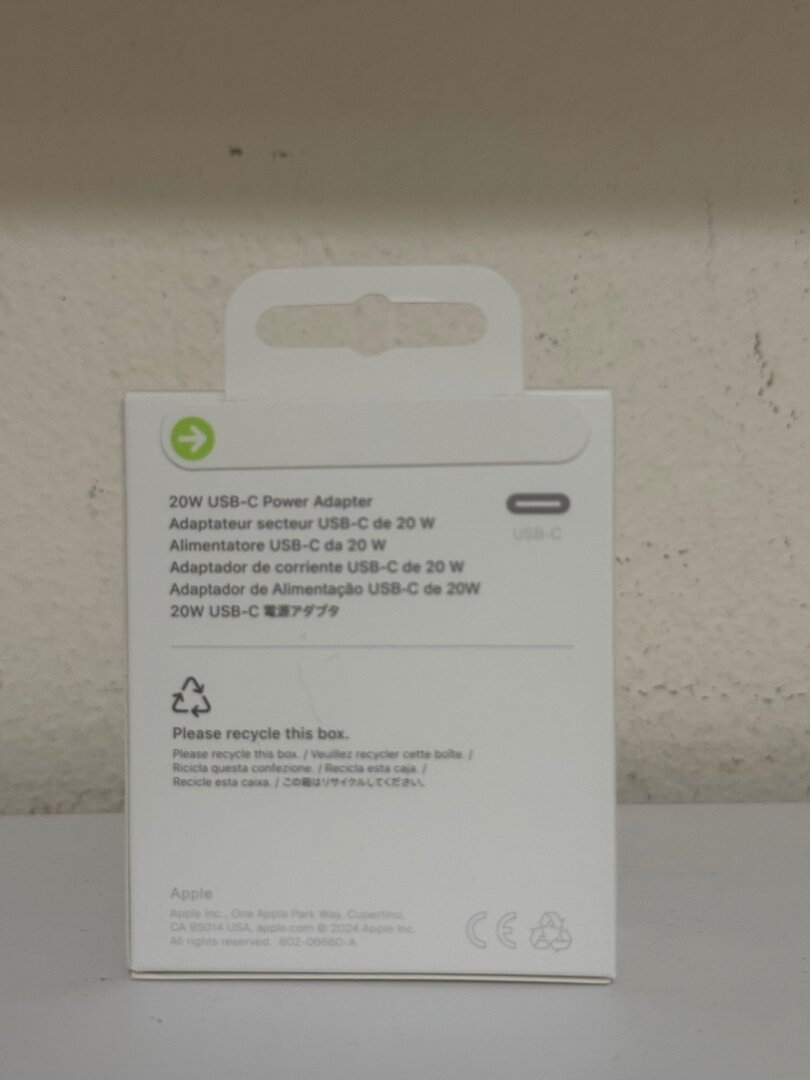 20W USB-C Power Adapter
Adaptateur secteur USB-C de 20 W
Alimentatore USB-C da 20 W
Adaptador de corriente USB-C de 20 W
Adaptador de Alimentação USB-C de 20W
20W USB-C 電源アダプタ
USB-C
Please recycle this box.
Please recycle this box. / Veuillez recycler cette boîte. /
Ricicla questa confezione. / Recicla esta caja. /
Recicle esta caixa. / この箱はリサイクルしてください。
Apple
Apple Inc., One Apple Park Way, Cupertino,
CA 95014 USA, apple.com © 2024 Apple Inc.
All rights reserved. 602-06660-A
CE